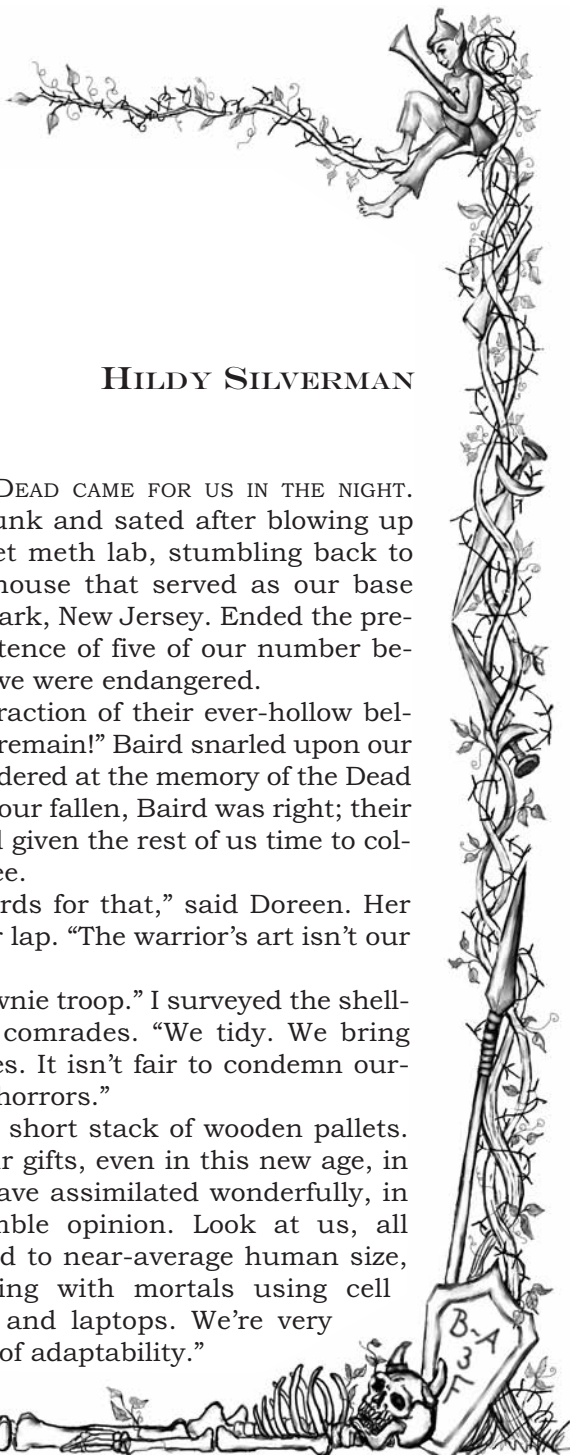 HILDY SILVERMAN
DEAD CAME FOR US IN THE NIGHT.
unk and sated after blowing up
et meth lab, stumbling back to
house that served as our base
ark, New Jersey. Ended the pre-
tence of five of our number be-
we were endangered.
raction of their ever-hollow bel-
remain!” Baird snarled upon our
dered at the memory of the Dead
our fallen, Baird was right; their
l given the rest of us time to col-
ee.
rds for that,” said Doreen. Her
r lap. “The warrior’s art isn’t our
wnie troop.” I surveyed the shell-
comrades. “We tidy. We bring
es. It isn’t fair to condemn our-
horrors.”
short stack of wooden pallets.
r gifts, even in this new age, in
ave assimilated wonderfully, in
mble opinion. Look at us, all
d to near-average human size,
ing with mortals using cell
and laptops. We’re very
of adaptability.”
B-A
3
F